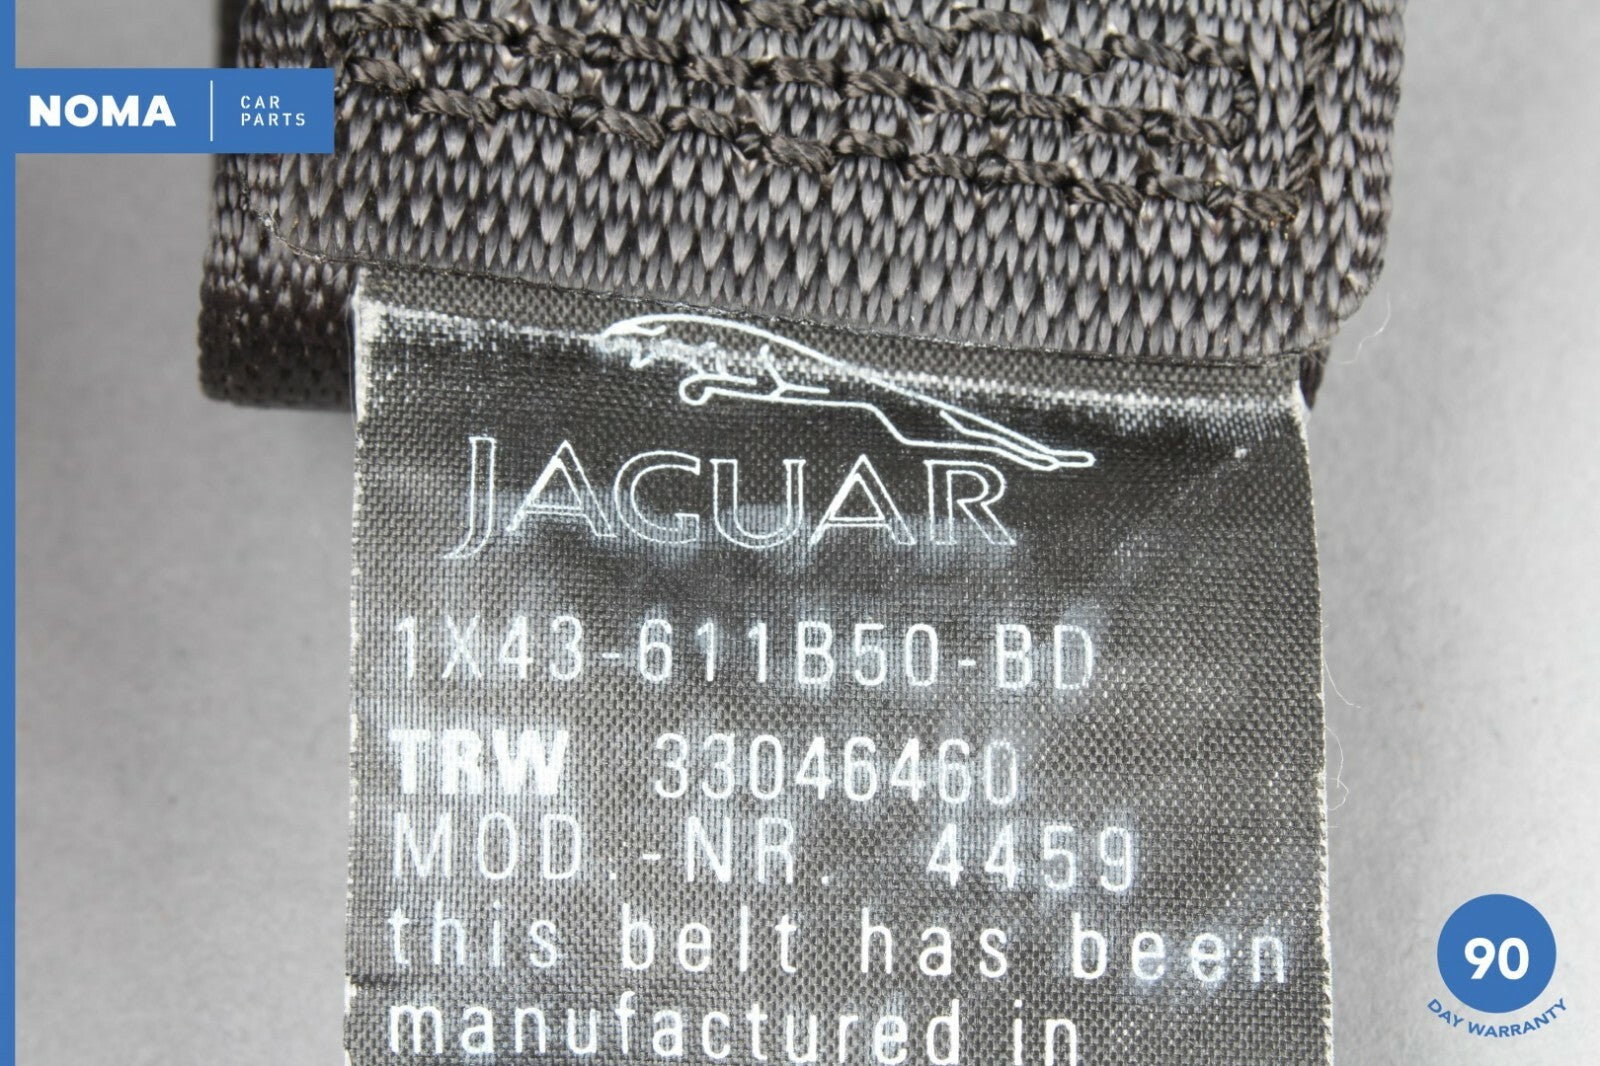 NOMA
CAR
PARTS
JAGUAR
1X43-611B50-BD
TRW 33046460
MOD.-NR. 4459
this belt has been
manufactured in
90
DAY WARRANTY